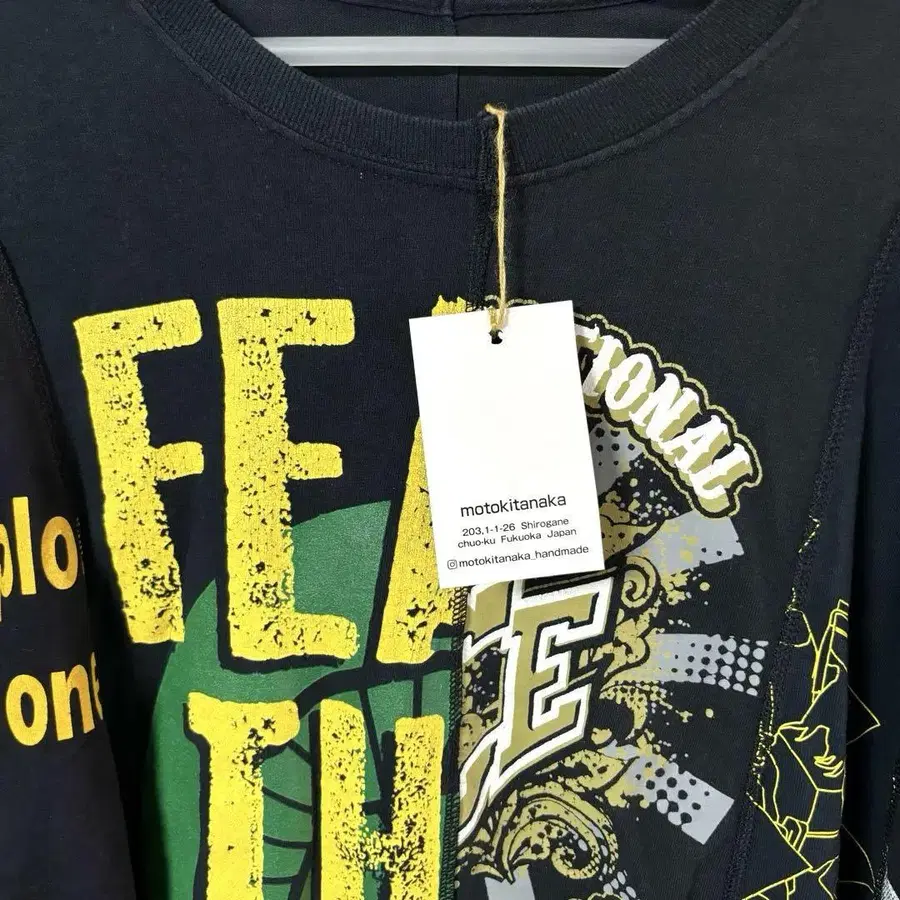 FEA
TIONAL
motokitanaka
203,1-1-26 Shirogane
chuo-ku Fukuoka Japan
motokitanaka_handmade
plo
one
E
TH